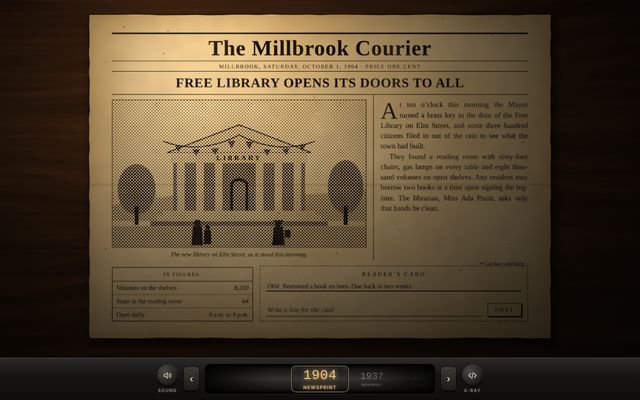 The Millbrook Courier
MILLBROOK, SATURDAY, OCTOBER 1, 1904 · PRICE ONE CENT
FREE LIBRARY OPENS ITS DOORS TO ALL
LIBRARY
The new library on Elm Street, as it stood this morning.
At ten o'clock this morning the Mayor
turned a brass key in the door of the Free
Library on Elm Street, and some three hundred
citizens filed in out of the rain to see what the
town had built.
They found a reading room with sixty-four
chairs, gas lamps on every table and eight thou-
sand volumes on open shelves. Any resident may
borrow two books at a time upon signing the reg-
ister. The librarian, Miss Ada Pruitt, asks only
that hands be clean.
IN FIGURES
Volumes on the shelves 8,200
Seats in the reading room 64
Open daily 9 a.m. to 9 p.m.
Cut here and keep.
READER'S CARD
1904 Borrowed a book on bees. Due back in two weeks.
Write a line for the card
POST
SOUND
‹
1904
NEWSPRINT
1937
NEWSREEL
›
X-RAY